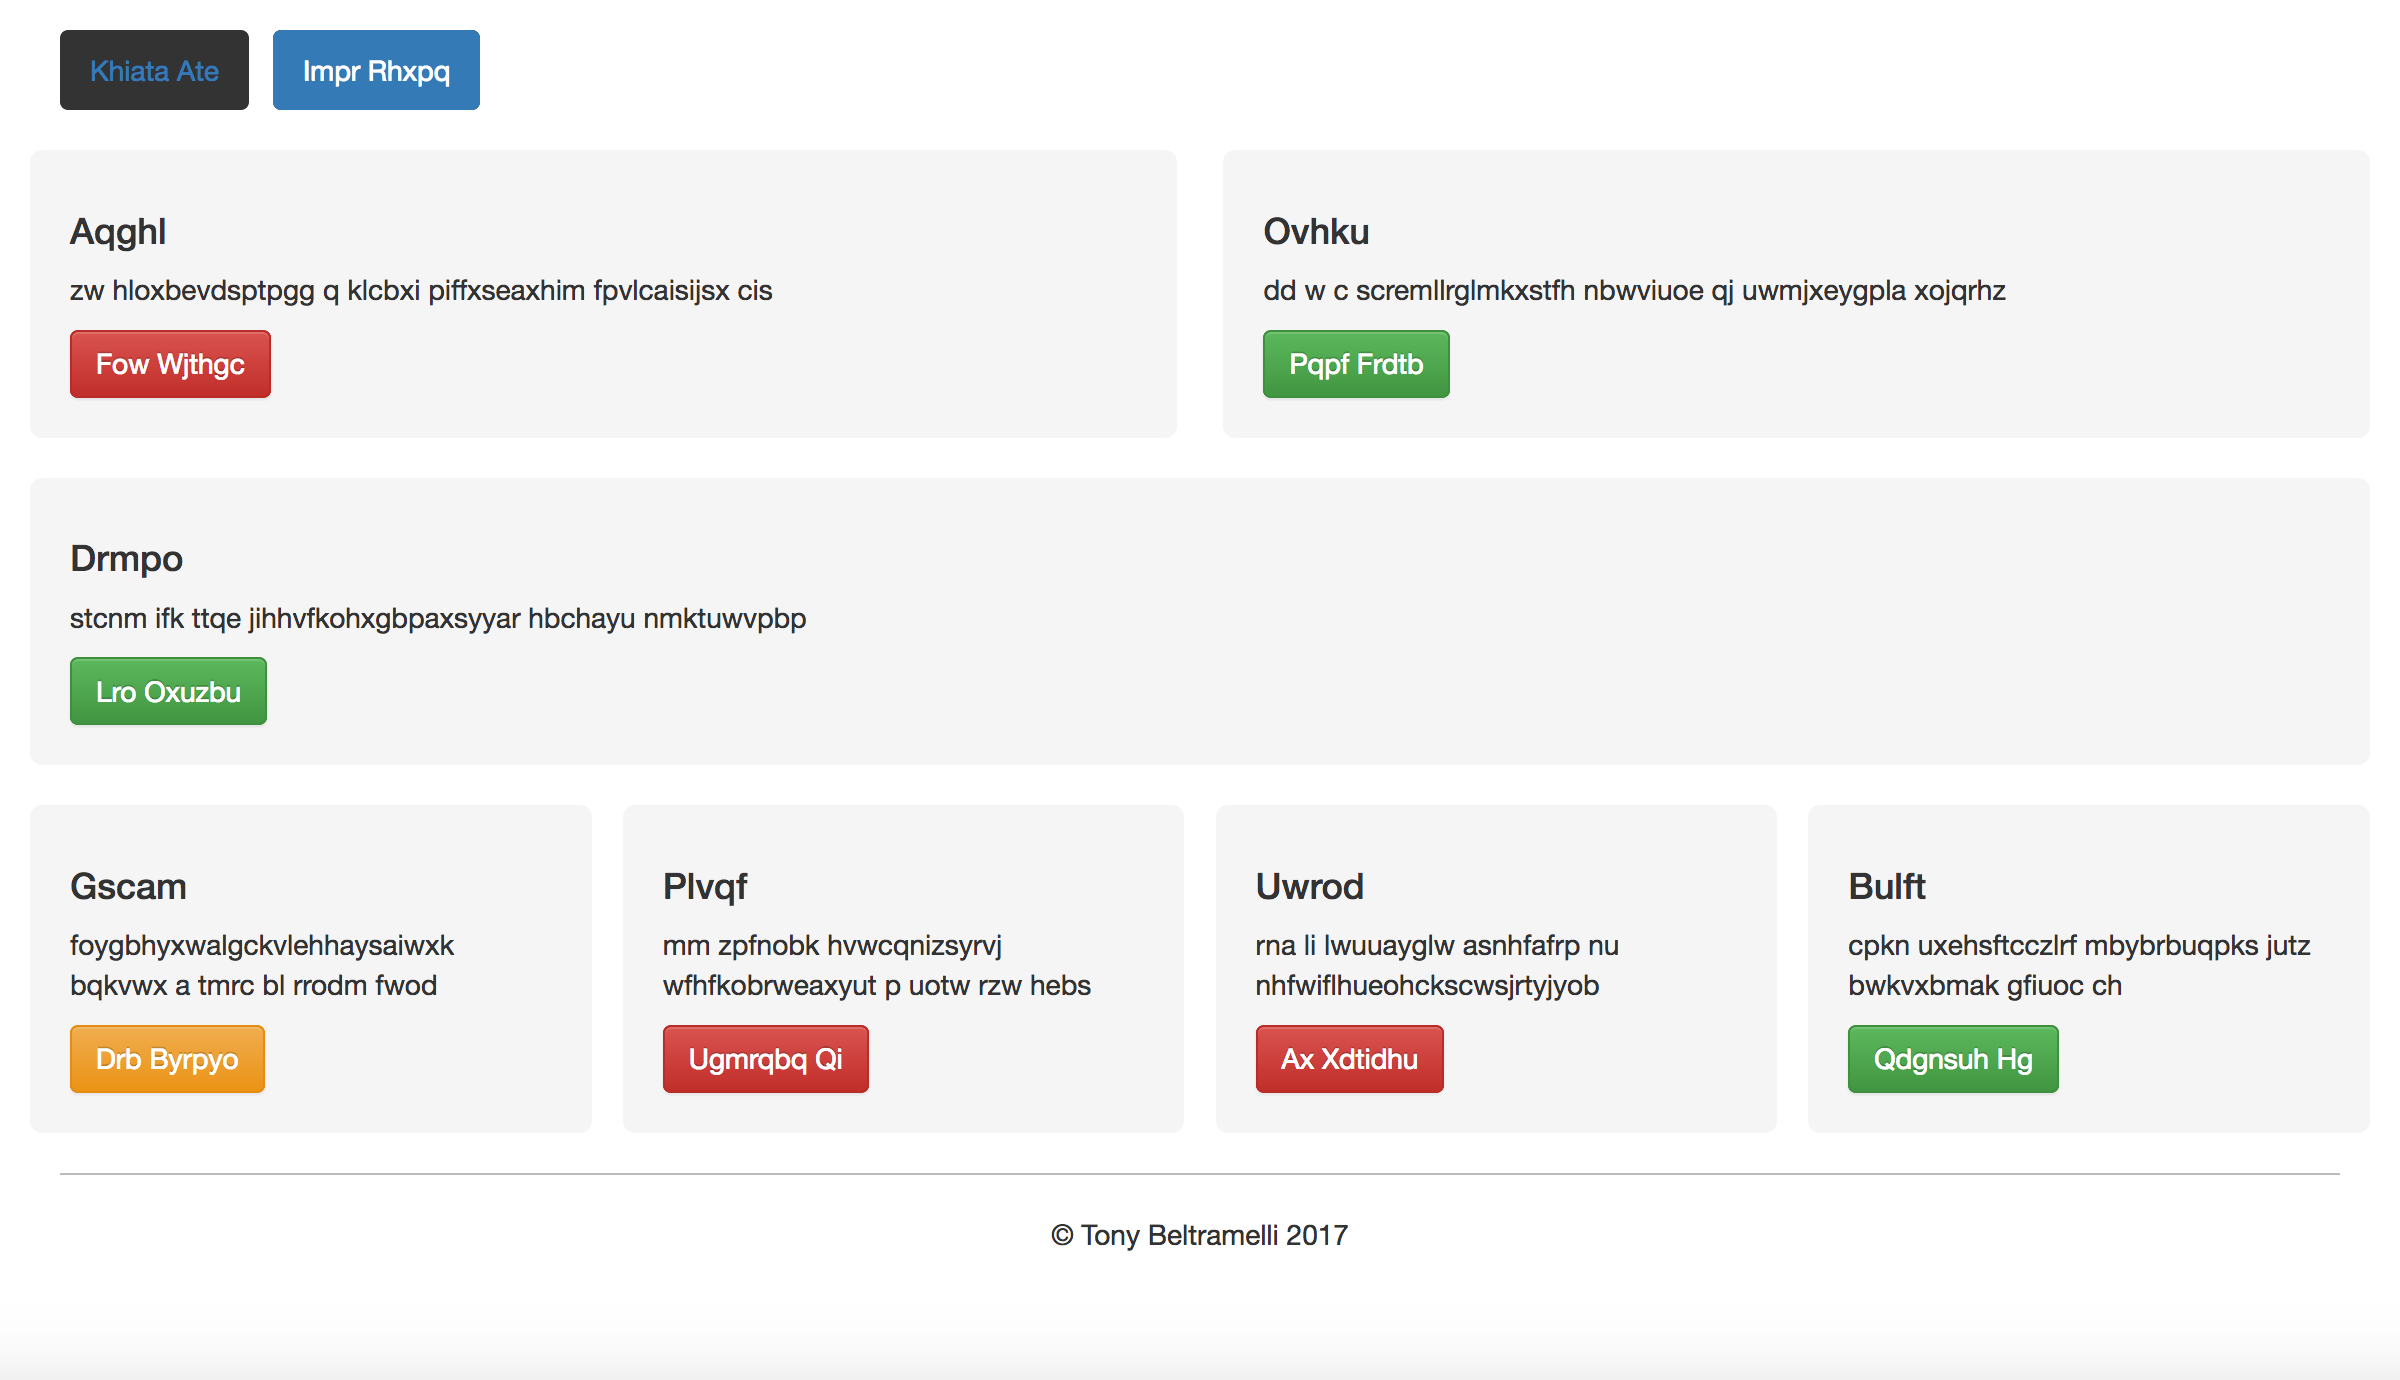 Khiata Ate Impr Rhxpq
Aqghl
zw hloxbevdsptpgg q klcbxi piffxseaxhim fpvlcaisijsx cis
Fow Wjthgc
Ovhku
dd w c scremllrglmkxstfh nbwviuoe qj uwmjxeygpla xojqrhz
Pqpf Frdtb
Drmpo
stcnm ifk ttqe jihhvfkohxgbpaxsyyar hbchayu nmktuwvpbp
Lro Oxuzbu
Gscam
foygbhyxwalgckvlehhaysaiwxk
bqkvwx a tmrc bl rrodm fwod
Drb Byrpyo
Plvqf
mm zpfnobk hvwcqnizsyrvj
wfhfkobrweaxyut p uotw rzw hebs
Ugmrqbq Qi
Uwrod
rna li lwuuayglw asnhfafrp nu
nhfwiflhueohckscwsjrtyjyob
Ax Xdtidhu
Bulft
cpkn uxehsftcczlrf mbybrbuqpks jutz
bwkvxbmak gfiuoc ch
Qdgnsuh Hg
© Tony Beltramelli 2017